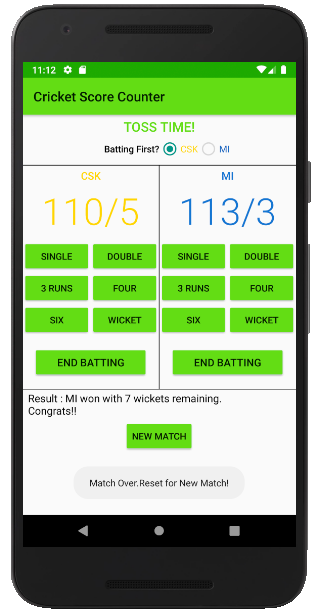 11:12
Cricket Score Counter
TOSS TIME!
Batting First? CSK MI
CSK MI
110/5 113/3
SINGLE DOUBLE SINGLE DOUBLE
3 RUNS FOUR 3 RUNS FOUR
SIX WICKET SIX WICKET
END BATTING END BATTING
Result : MI won with 7 wickets remaining.
Congrats!!
NEW MATCH
Match Over.Reset for New Match!